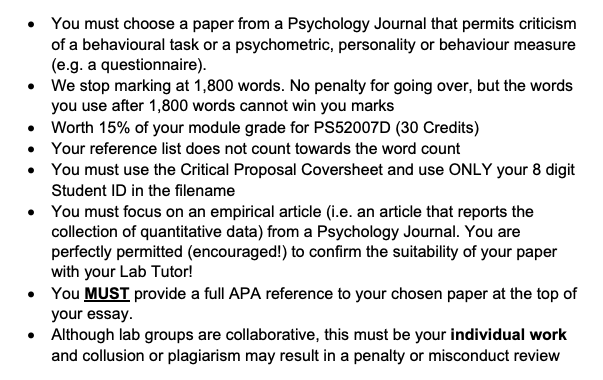 • You must choose a paper from a Psychology Journal that permits criticism
of a behavioural task or a psychometric, personality or behaviour measure
(e.g. a questionnaire).
• We stop marking at 1,800 words. No penalty for going over, but the words
you use after 1,800 words cannot win you marks
• Worth 15% of your module grade for PS52007D (30 Credits)
• Your reference list does not count towards the word count
• You must use the Critical Proposal Coversheet and use ONLY your 8 digit
Student ID in the filename
• You must focus on an empirical article (i.e. an article that reports the
collection of quantitative data) from a Psychology Journal. You are
perfectly permitted (encouraged!) to confirm the suitability of your paper
with your Lab Tutor!
• You MUST provide a full APA reference to your chosen paper at the top of
your essay.
• Although lab groups are collaborative, this must be your individual work
and collusion or plagiarism may result in a penalty or misconduct review